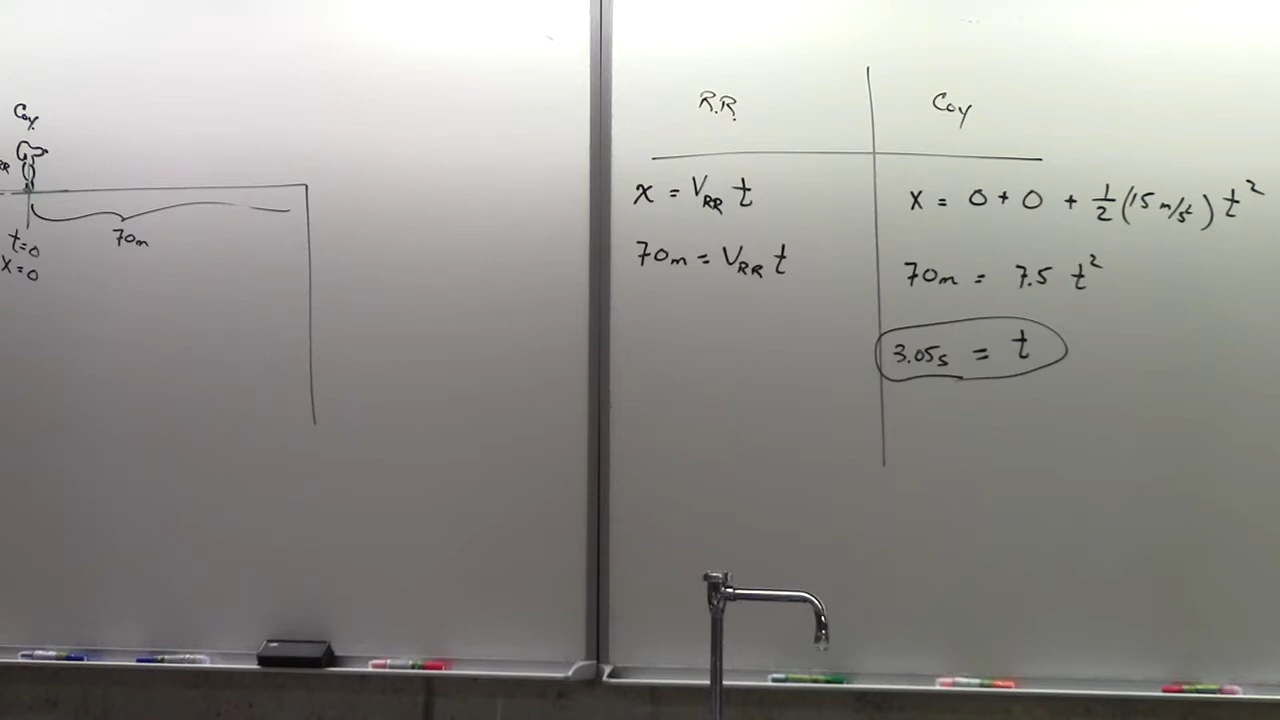 Coy
RR
t=0
x=0
70m
R.R.
x = V_RR t
70m = V_RR t
Coy
x = 0 + 0 + 1/2 (15 m/s²) t²
70m = 7.5 t²
3.05s = t